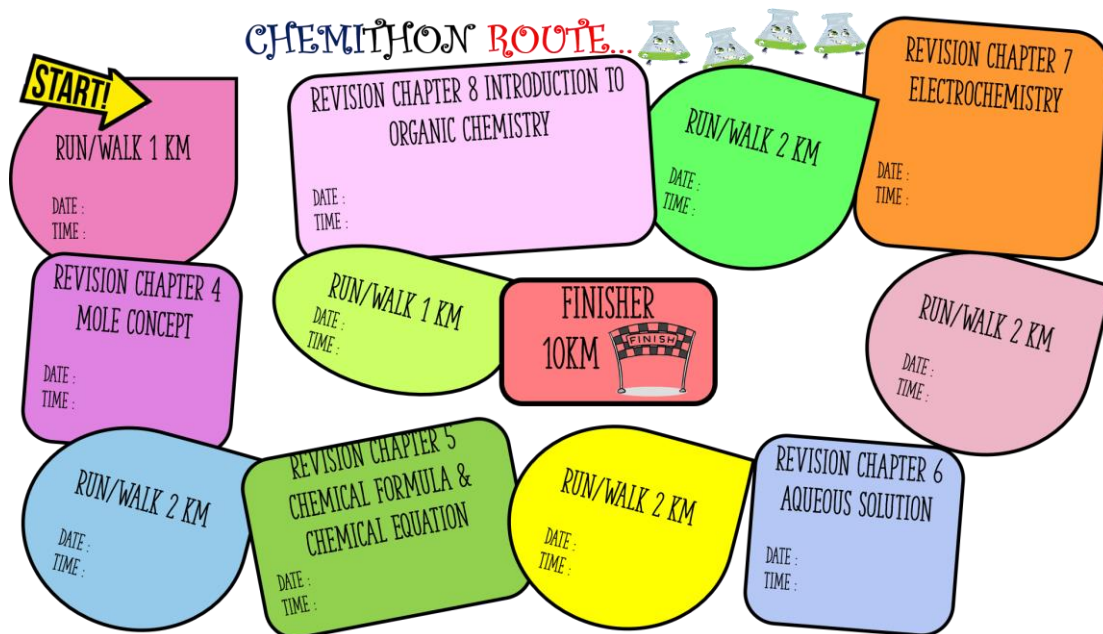 CHEMITHON ROUTE...
START!
RUN/WALK 1 KM
DATE :
TIME :
REVISION CHAPTER 4
MOLE CONCEPT
DATE :
TIME :
RUN/WALK 2 KM
DATE :
TIME :
REVISION CHAPTER 5
CHEMICAL FORMULA &
CHEMICAL EQUATION
DATE :
TIME :
RUN/WALK 2 KM
DATE :
TIME :
REVISION CHAPTER 6
AQUEOUS SOLUTION
DATE :
TIME :
RUN/WALK 2 KM
DATE :
TIME :
REVISION CHAPTER 7
ELECTROCHEMISTRY
DATE :
TIME :
RUN/WALK 2 KM
DATE :
TIME :
REVISION CHAPTER 8 INTRODUCTION TO
ORGANIC CHEMISTRY
DATE :
TIME :
RUN/WALK 1 KM
DATE :
TIME :
FINISHER
10KM
FINISH